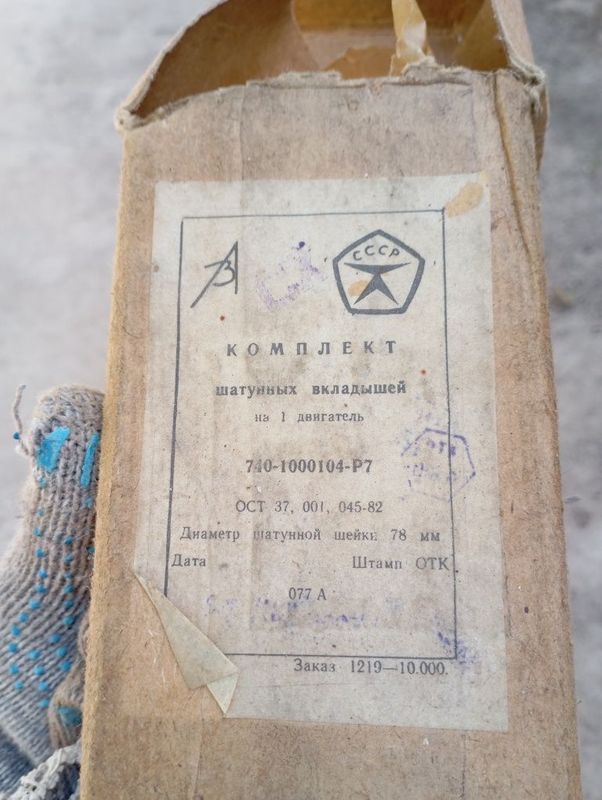 СССР
КОМПЛЕКТ
шатунных вкладышей
на 1 двигатель
740-1000104-Р7
ОСТ 37, 001, 045-82
Диаметр шатунной шейки 78 мм
Дата Штамп ОТК
077 А
Заказ 1219—10.000.